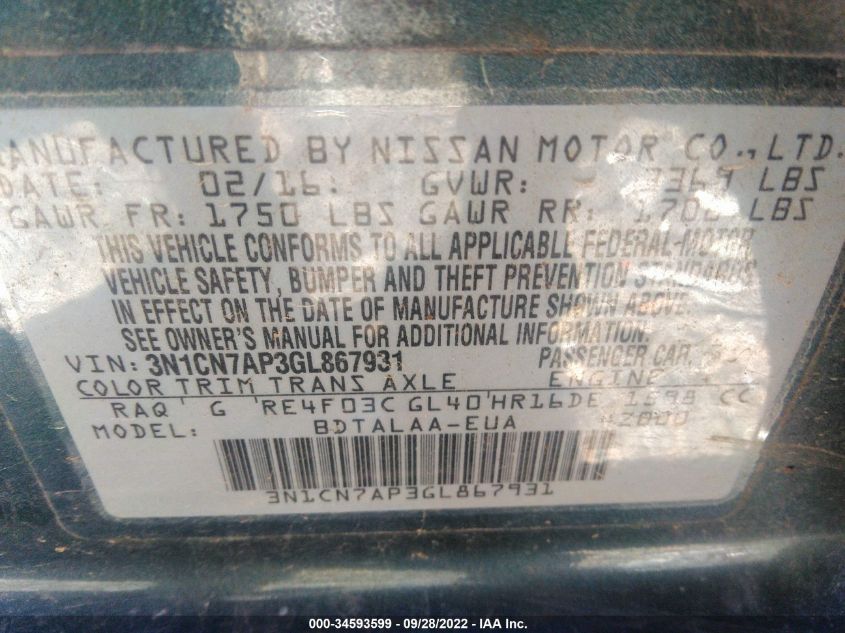 MANUFACTURED BY NISSAN MOTOR CO., LTD.
DATE: 02/16. GVWR: 3369 LBS
GAWR FR: 1750 LBS GAWR RR: 1700 LBS
THIS VEHICLE CONFORMS TO ALL APPLICABLE FEDERAL MOTOR
VEHICLE SAFETY, BUMPER AND THEFT PREVENTION STANDARDS
IN EFFECT ON THE DATE OF MANUFACTURE SHOWN ABOVE.
SEE OWNER'S MANUAL FOR ADDITIONAL INFORMATION.
VIN: 3N1CN7AP3GL867931 PASSENGER CAR
COLOR TRIM TRANS AXLE ENGINE
RAQ G RE4F03C GL40 HR16DE 1598 CC
MODEL: BDTALAA-EUA
3N1CN7AP3GL867931
000-34593599 / 09/28/2022 - IAA Inc.